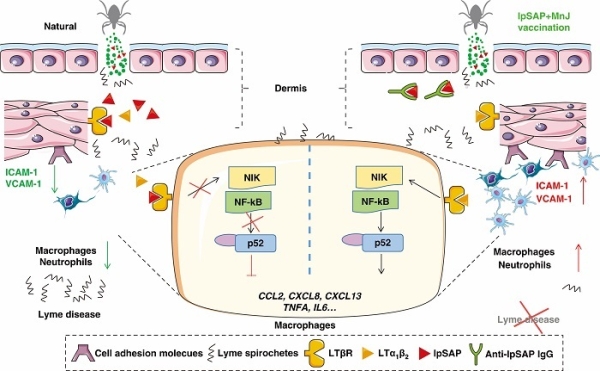 Natural
IpSAP+MnJ
vaccination
Dermis
ICAM-1
VCAM-1
ICAM-1
VCAM-1
NIK
NF-kB
p52
NIK
NF-kB
p52
Macrophages
Neutrophils
Macrophages
Neutrophils
Lyme disease
Lyme disease
CCL2, CXCL8, CXCL13
TNFA, IL6…
Macrophages
Cell adhesion molecues
Lyme spirochetes
LTβR
LTα₁β₂
IpSAP
Anti-IpSAP IgG